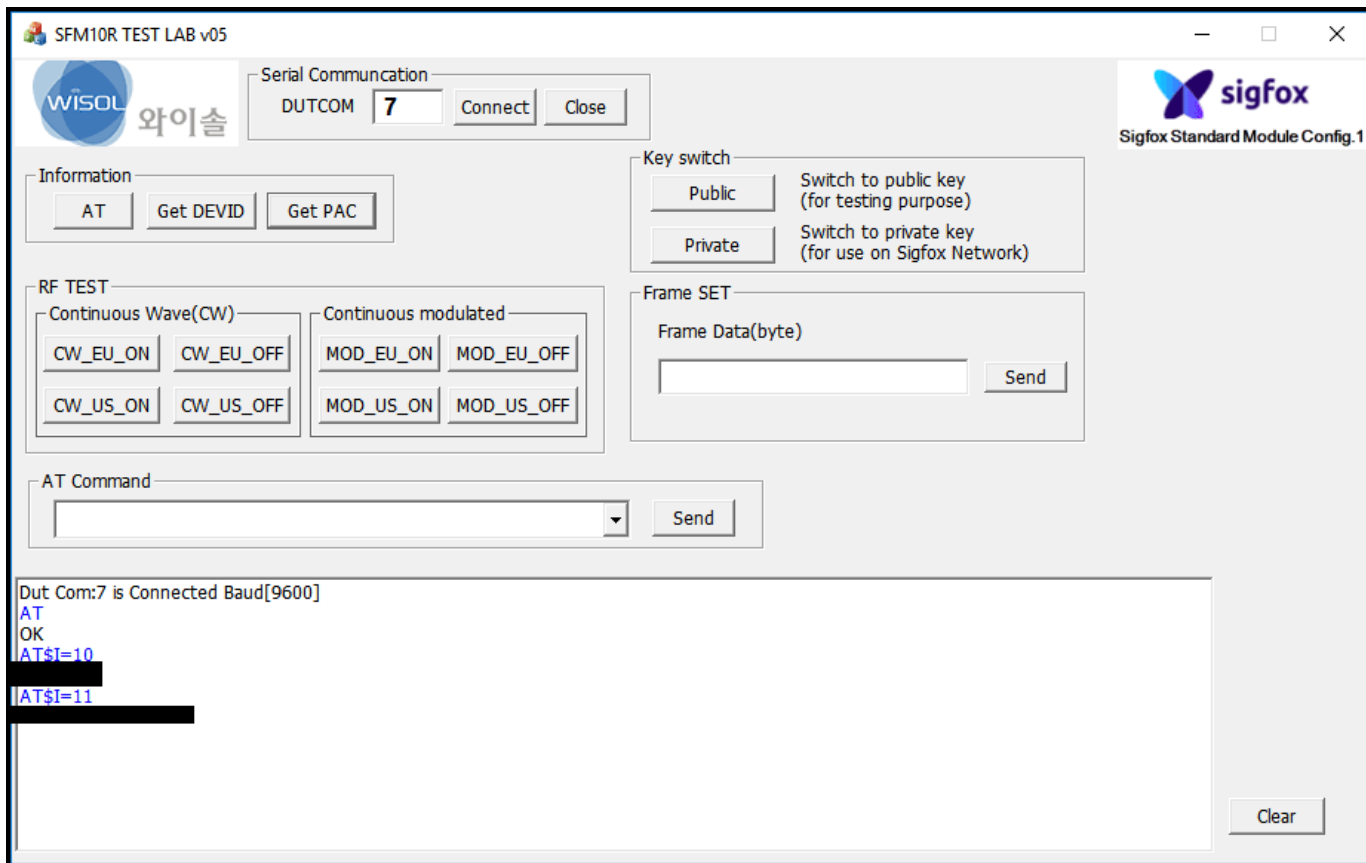 SFM10R TEST LAB v05
WiSOL
와이솔
Serial Communcation
DUTCOM 7 Connect Close
sigfox
Sigfox Standard Module Config.1
Information
AT Get DEVID Get PAC
Key switch
Public Switch to public key
(for testing purpose)
Private Switch to private key
(for use on Sigfox Network)
RF TEST
Continuous Wave(CW)
CW_EU_ON CW_EU_OFF
CW_US_ON CW_US_OFF
Continuous modulated
MOD_EU_ON MOD_EU_OFF
MOD_US_ON MOD_US_OFF
Frame SET
Frame Data(byte)
Send
AT Command
Send
Dut Com:7 is Connected Baud[9600]
AT
OK
AT$I=10
AT$I=11
Clear